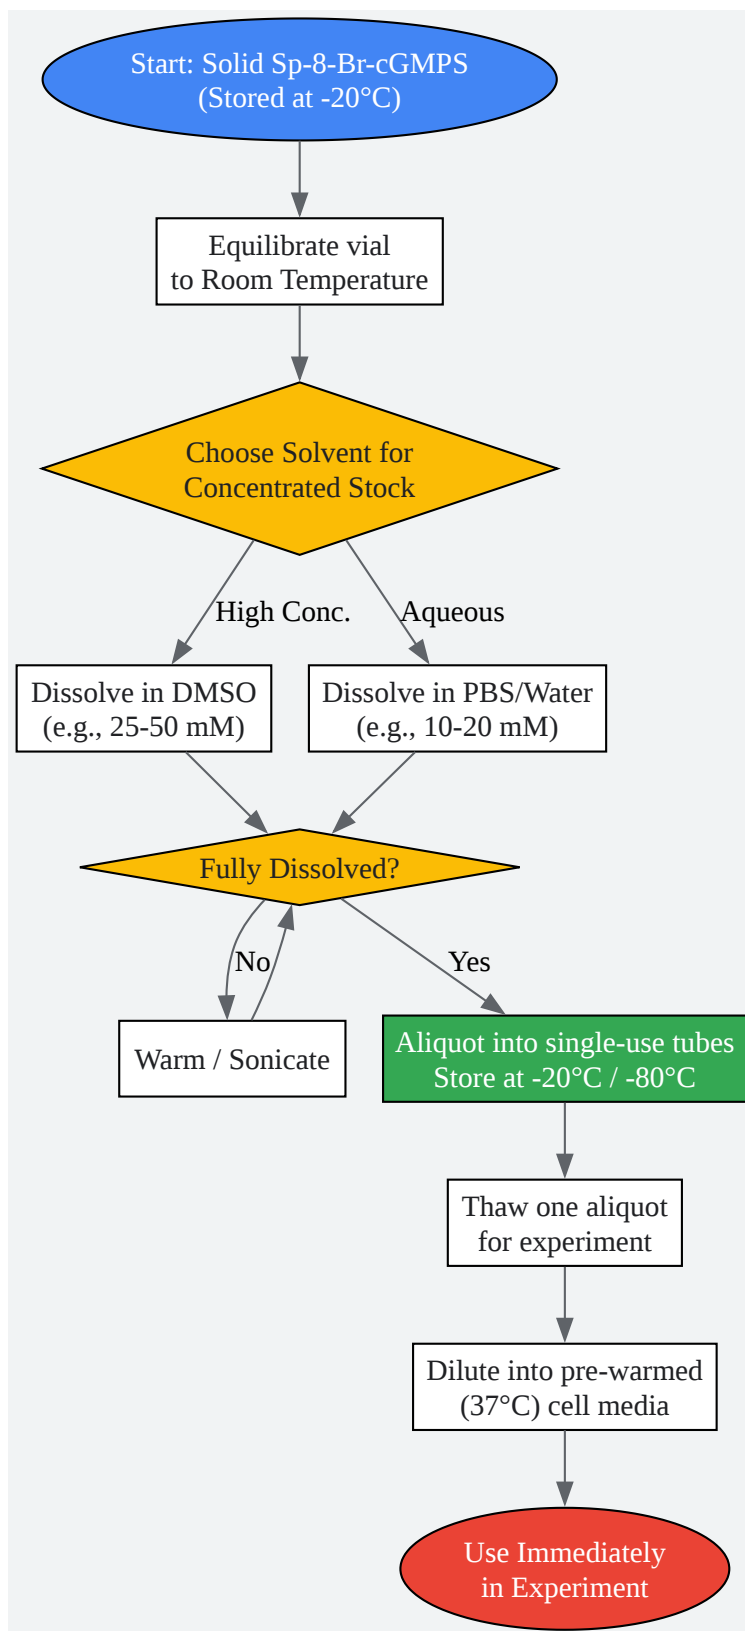 Start: Solid Sp-8-Br-cGMPS
(Stored at -20°C)
Equilibrate vial
to Room Temperature
Choose Solvent for
Concentrated Stock
High Conc.
Aqueous
Dissolve in DMSO
(e.g., 25-50 mM)
Dissolve in PBS/Water
(e.g., 10-20 mM)
Fully Dissolved?
No
Yes
Warm / Sonicate
Aliquot into single-use tubes
Store at -20°C / -80°C
Thaw one aliquot
for experiment
Dilute into pre-warmed
(37°C) cell media
Use Immediately
in Experiment